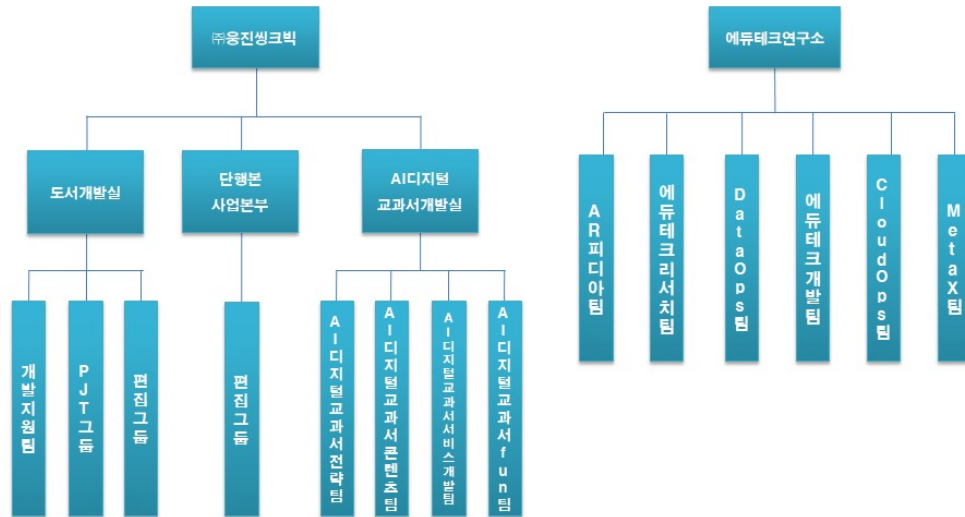 ㈜웅진씽크빅
에듀테크연구소
도서개발실
단행본
사업본부
AI디지털
교과서개발실
개발지원팀
PJT그룹
편집그룹
편집그룹
AI디지털교과서전략팀
AI디지털교과서콘텐츠팀
AI디지털교과서서비스개발팀
AI디지털교과서fun팀
AR피디아팀
에듀테크리서치팀
DataOps팀
에듀테크개발팀
CloudOps팀
MetaX팀